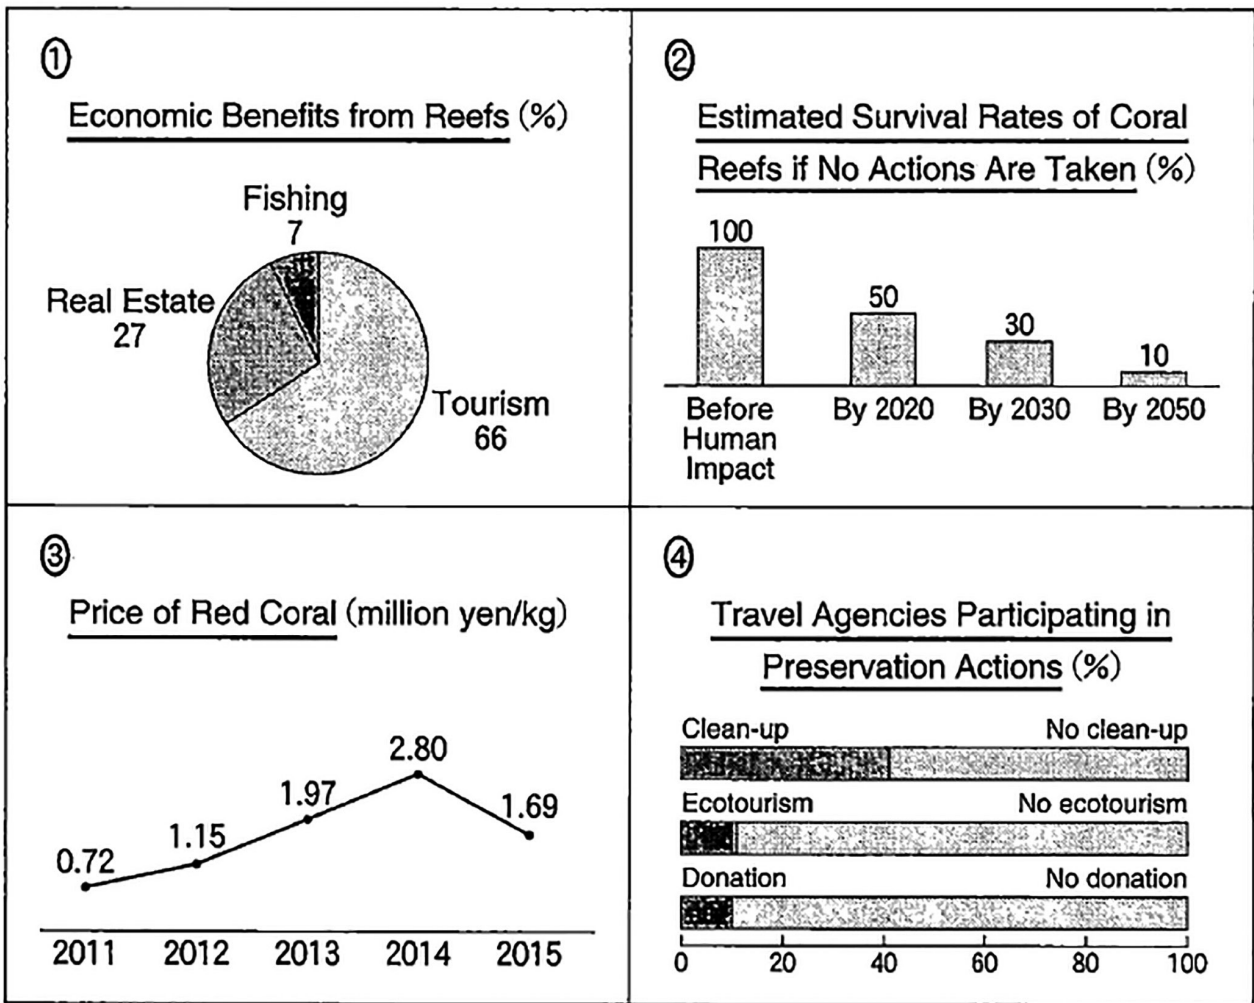 ①
Economic Benefits from Reefs (%)
Fishing
7
Real Estate
27
Tourism
66
②
Estimated Survival Rates of Coral
Reefs if No Actions Are Taken (%)
100
50
30
10
Before
Human
Impact
By 2020
By 2030
By 2050
③
Price of Red Coral (million yen/kg)
0.72
1.15
1.97
2.80
1.69
2011 2012 2013 2014 2015
④
Travel Agencies Participating in
Preservation Actions (%)
Clean-up No clean-up
Ecotourism No ecotourism
Donation No donation
0 20 40 60 80 100